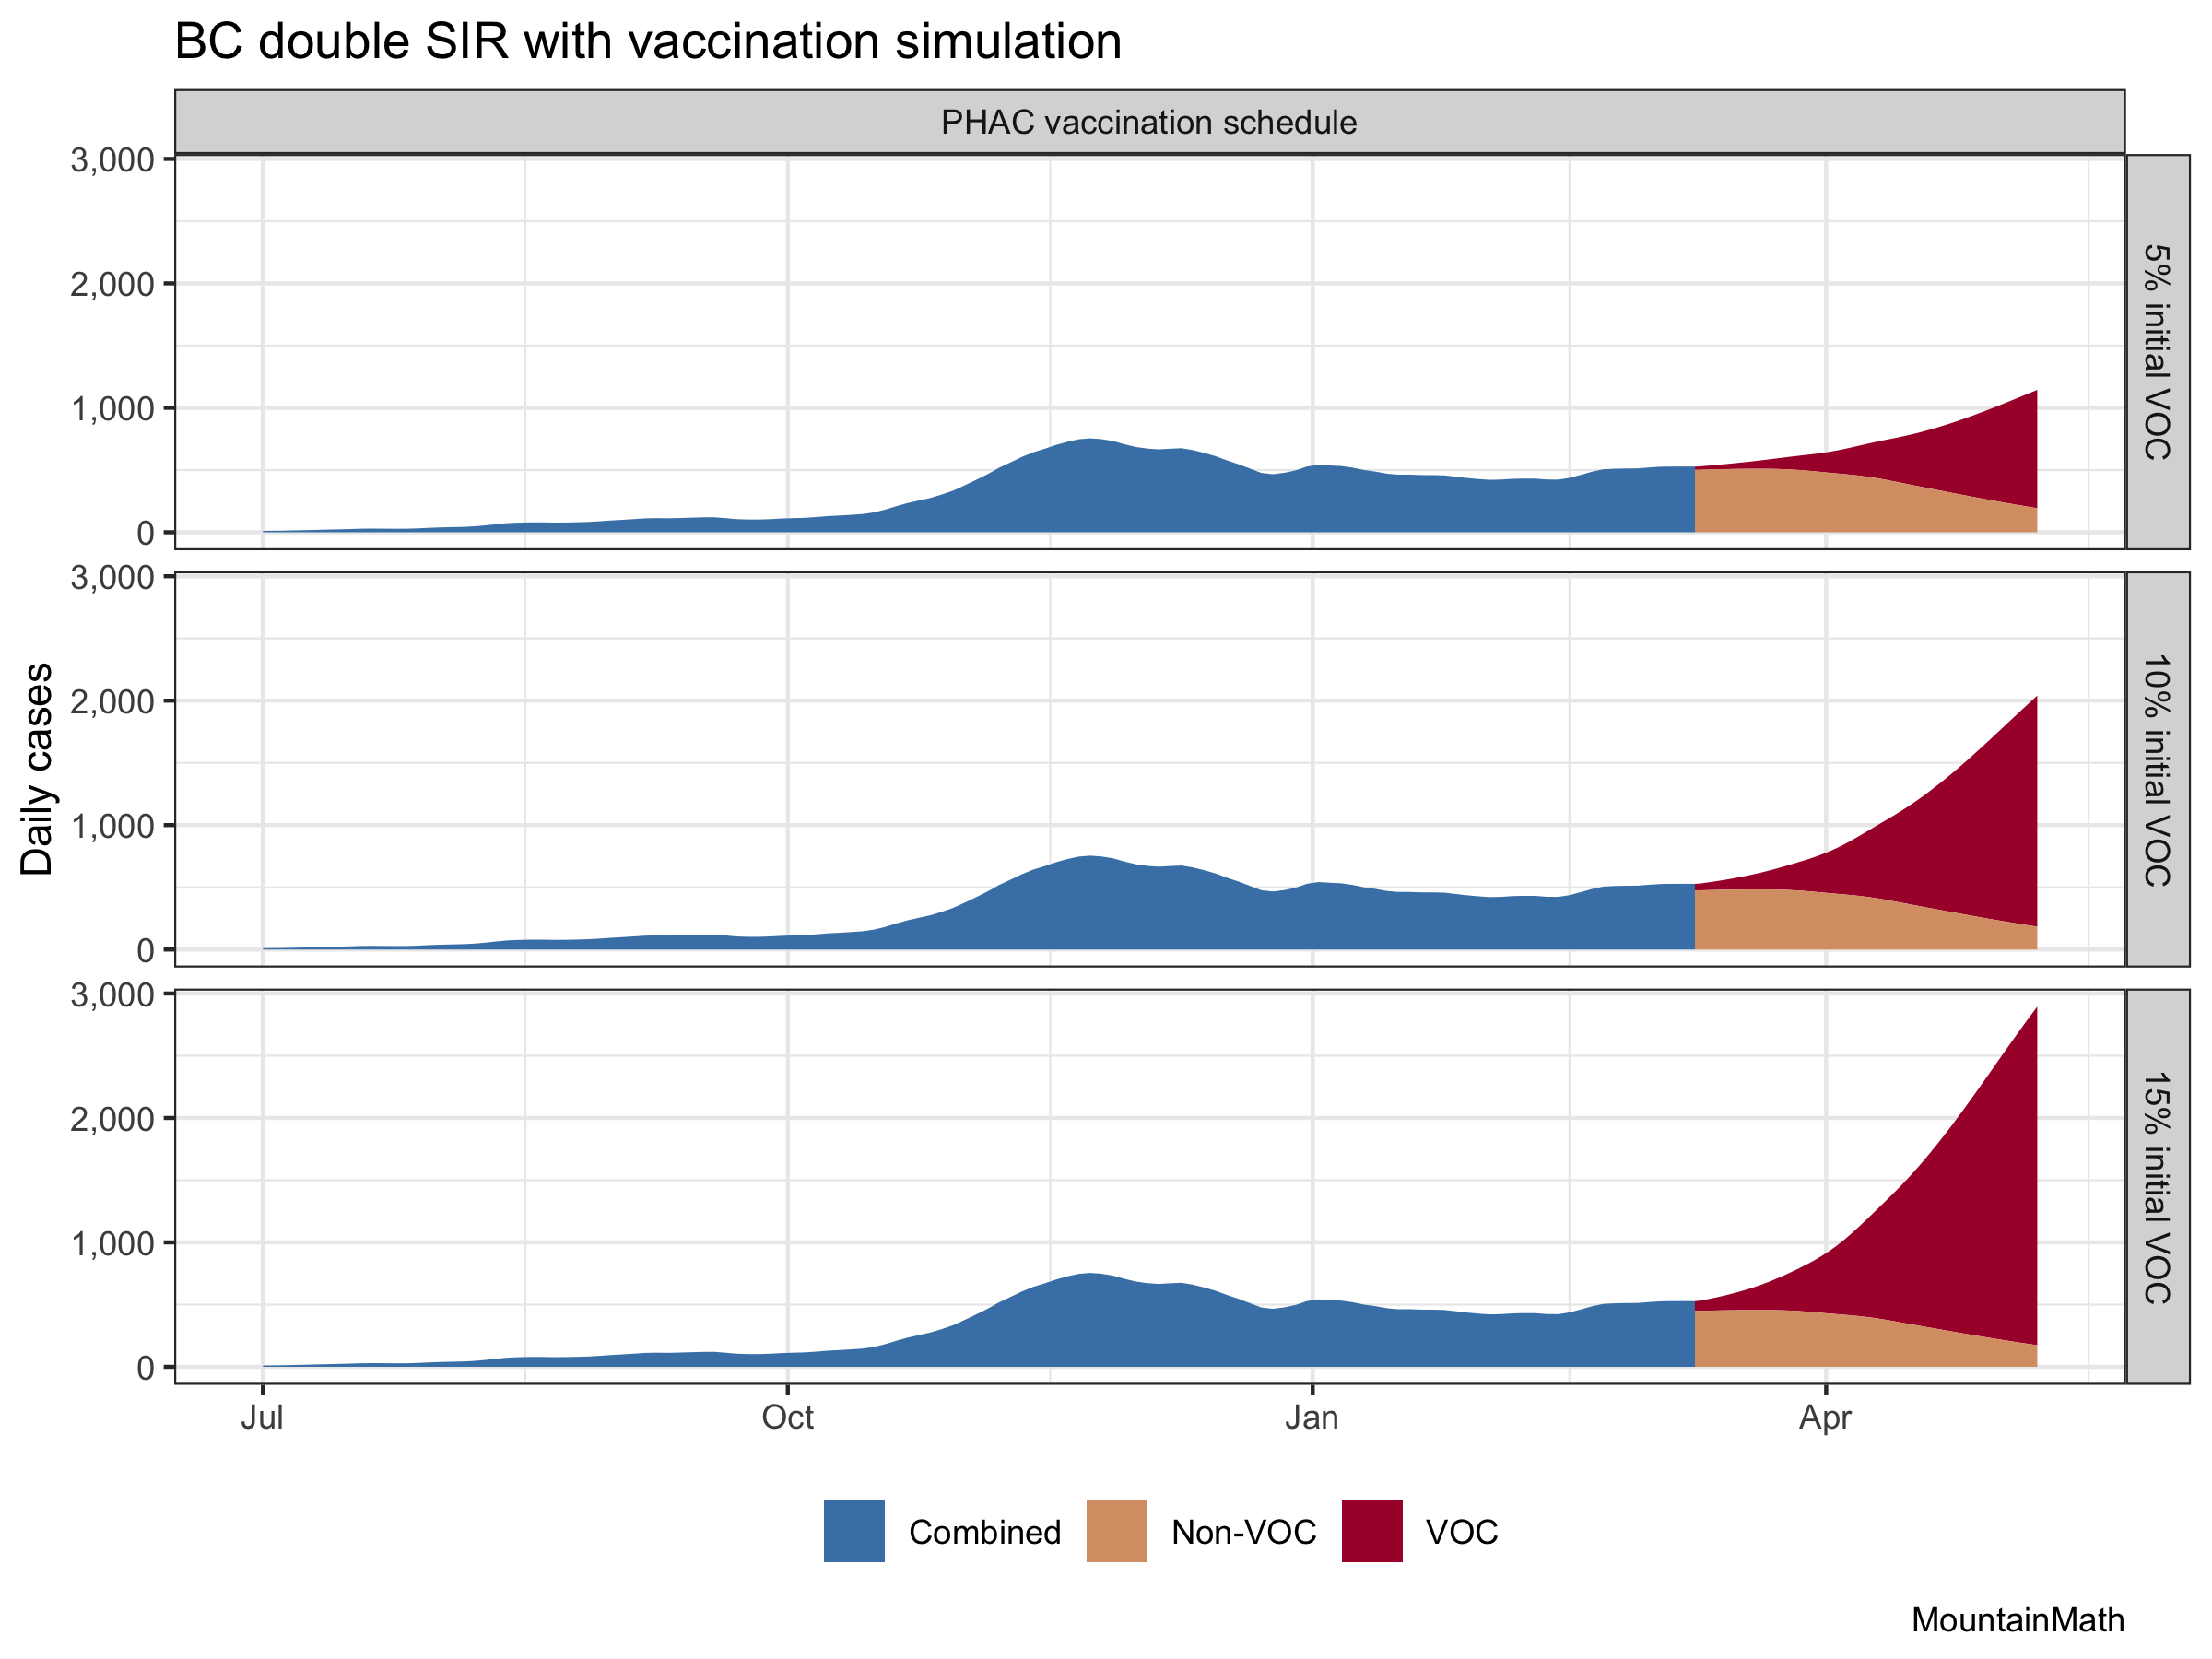 BC double SIR with vaccination simulation
PHAC vaccination schedule
3,000
2,000
1,000
0
5% initial VOC
3,000
2,000
1,000
0
10% initial VOC
3,000
2,000
1,000
0
15% initial VOC
Daily cases
Jul Oct Jan Apr
Combined Non-VOC VOC
MountainMath